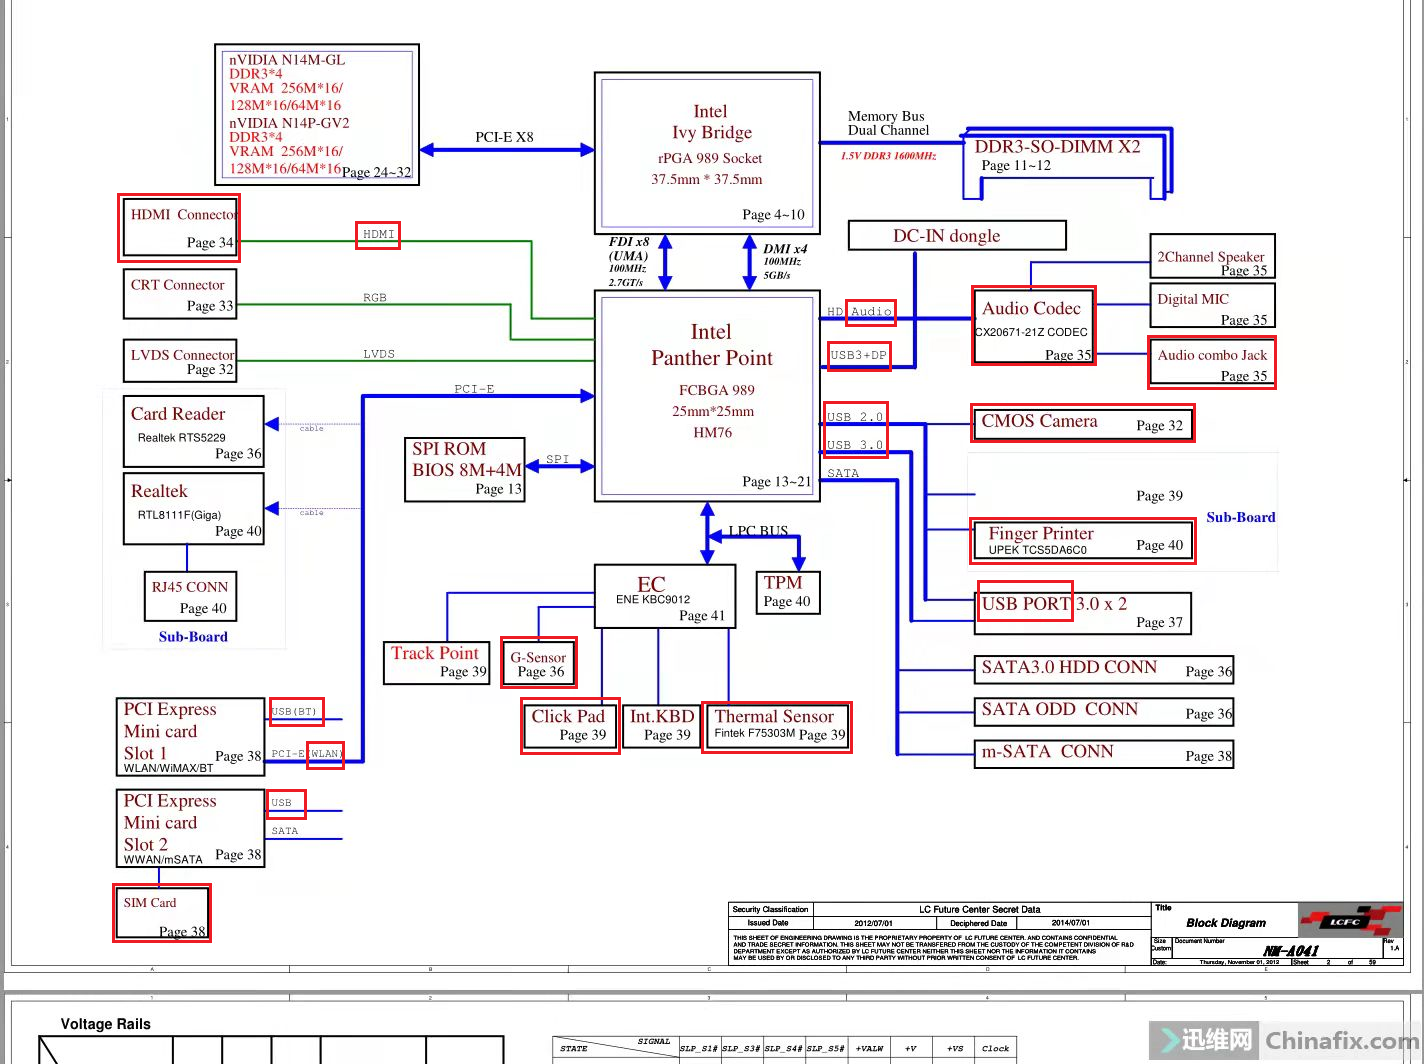 nVIDIA N14M-GL
DDR3*4
VRAM 256M*16/
128M*16/64M*16
nVIDIA N14P-GV2
DDR3*4
VRAM 256M*16/
128M*16/64M*16
Page 24~32
PCI-E X8
Intel
Ivy Bridge
rPGA 989 Socket
37.5mm * 37.5mm
Page 4~10
Memory Bus
Dual Channel
1.5V DDR3 1600MHz
DDR3-SO-DIMM X2
Page 11~12
HDMI Connector
Page 34
HDMI
FDI x8
(UMA)
100MHz
2.7GT/s
DMI x4
100MHz
5GB/s
DC-IN dongle
CRT Connector
Page 33
RGB
LVDS Connector
Page 32
LVDS
Intel
Panther Point
FCBGA 989
25mm*25mm
HM76
Page 13~21
HD Audio
USB3+DP
USB 2.0
USB 3.0
SATA
Audio Codec
CX20671-21Z CODEC
Page 35
2Channel Speaker
Page 35
Digital MIC
Page 35
Audio combo Jack
Page 35
PCI-E
Card Reader
Realtek RTS5229
Page 36
cable
Realtek
RTL8111F(Giga)
Page 40
cable
RJ45 CONN
Page 40
Sub-Board
SPI ROM
BIOS 8M+4M
Page 13
SPI
CMOS Camera
Page 32
Page 39
Finger Printer
UPEK TCS5DA6C0
Page 40
Sub-Board
LPC BUS
EC
ENE KBC9012
Page 41
TPM
Page 40
USB PORT 3.0 x 2
Page 37
Track Point
Page 39
G-Sensor
Page 36
SATA3.0 HDD CONN
Page 36
SATA ODD CONN
Page 36
m-SATA CONN
Page 38
Click Pad
Page 39
Int.KBD
Page 39
Thermal Sensor
Fintek F75303M
Page 39
PCI Express
Mini card
Slot 1
WLAN/WiMAX/BT
Page 38
USB(BT)
PCI-E(WLAN)
PCI Express
Mini card
Slot 2
WWAN/mSATA
Page 38
USB
SATA
SIM Card
Page 38
Security Classification
LC Future Center Secret Data
Issued Date
2012/07/01
Deciphered Date
2014/07/01
THIS SHEET OF ENGINEERING DRAWING IS THE PROPRIETARY PROPERTY OF LC FUTURE CENTER. AND CONTAINS CONFIDENTIAL
AND TRADE SECRET INFORMATION. THIS SHEET MAY NOT BE TRANSFERED FROM THE CUSTODY OF THE COMPETENT DIVISION OF R&D
DEPARTMENT EXCEPT AS AUTHORIZED BY LC FUTURE CENTER NEITHER THIS SHEET NOR THE INFORMATION IT CONTAINS
MAY BE USED BY OR DISCLOSED TO ANY THIRD PARTY WITHOUT PRIOR WRITTEN CONSENT OF LC FUTURE CENTER.
Title
Block Diagram
LCFC
Size
Custom
Document Number
NM-A041
Rev
1.A
Date:
Thursday, November 01, 2012
Sheet 2 of 59
A B C D E
1 2 3 4 5
Voltage Rails
STATE
SIGNAL
SLP_S1# SLP_S3# SLP_S4# SLP_S5# +VALW +V +VS Clock
迅维网 Chinafix.com